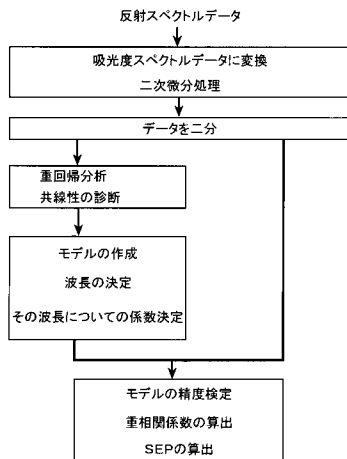 反射スペクトルデータ
吸光度スペクトルデータに変換
二次微分処理
データを二分
重回帰分析
共線性の診断
モデルの作成
波長の決定
その波長についての係数決定
モデルの精度検定
重相関係数の算出
SEPの算出